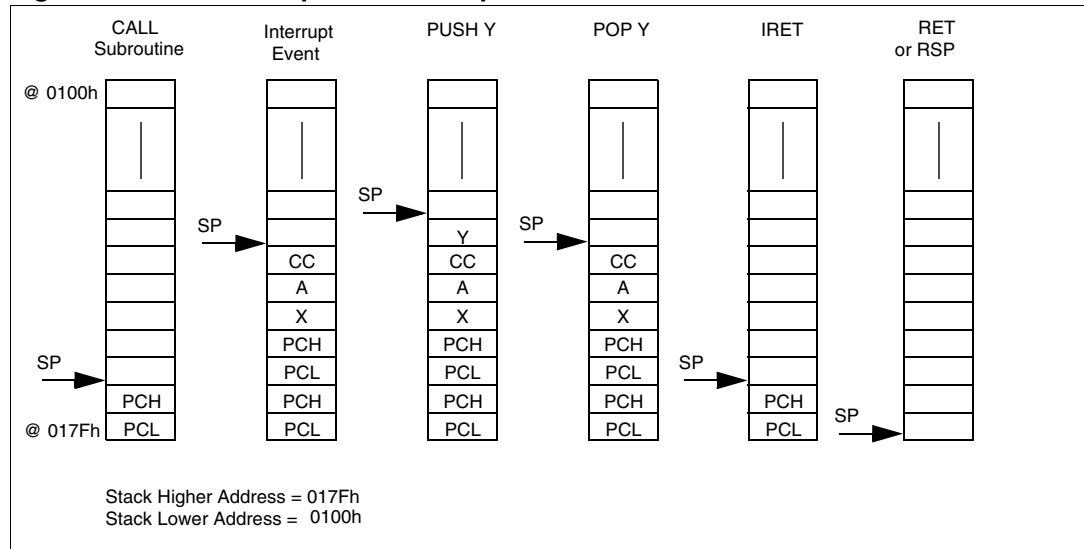 CALL
Subroutine
Interrupt
Event
PUSH Y
POP Y
IRET
RET
or RSP
@ 0100h
SP
SP
SP
Y
CC
CC
CC
A
A
A
X
X
X
PCH
PCH
PCH
SP
PCL
PCL
PCL
SP
PCH
PCH
PCH
PCH
PCH
SP
@ 017Fh
PCL
PCL
PCL
PCL
PCL
Stack Higher Address = 017Fh
Stack Lower Address = 0100h